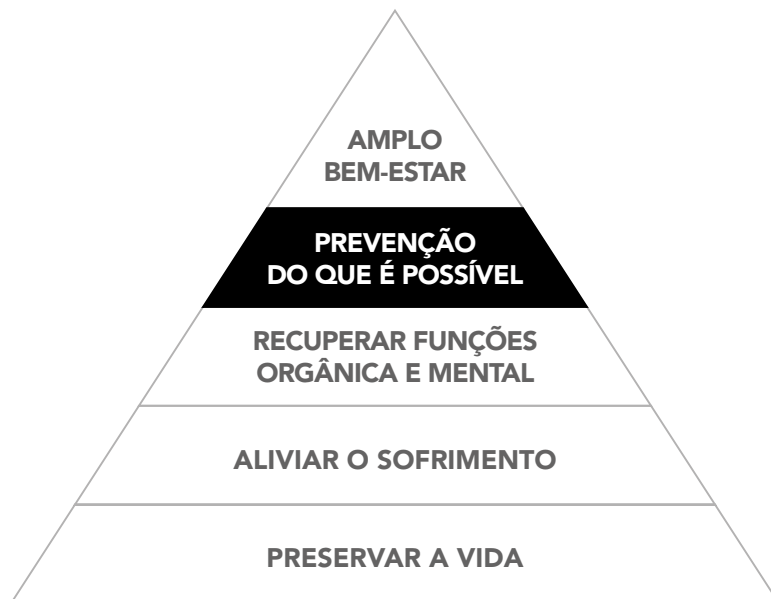 AMPLO
BEM-ESTAR
PREVENÇÃO
DO QUE É POSSÍVEL
RECUPERAR FUNÇÕES
ORGÂNICA E MENTAL
ALIVIAR O SOFRIMENTO
PRESERVAR A VIDA